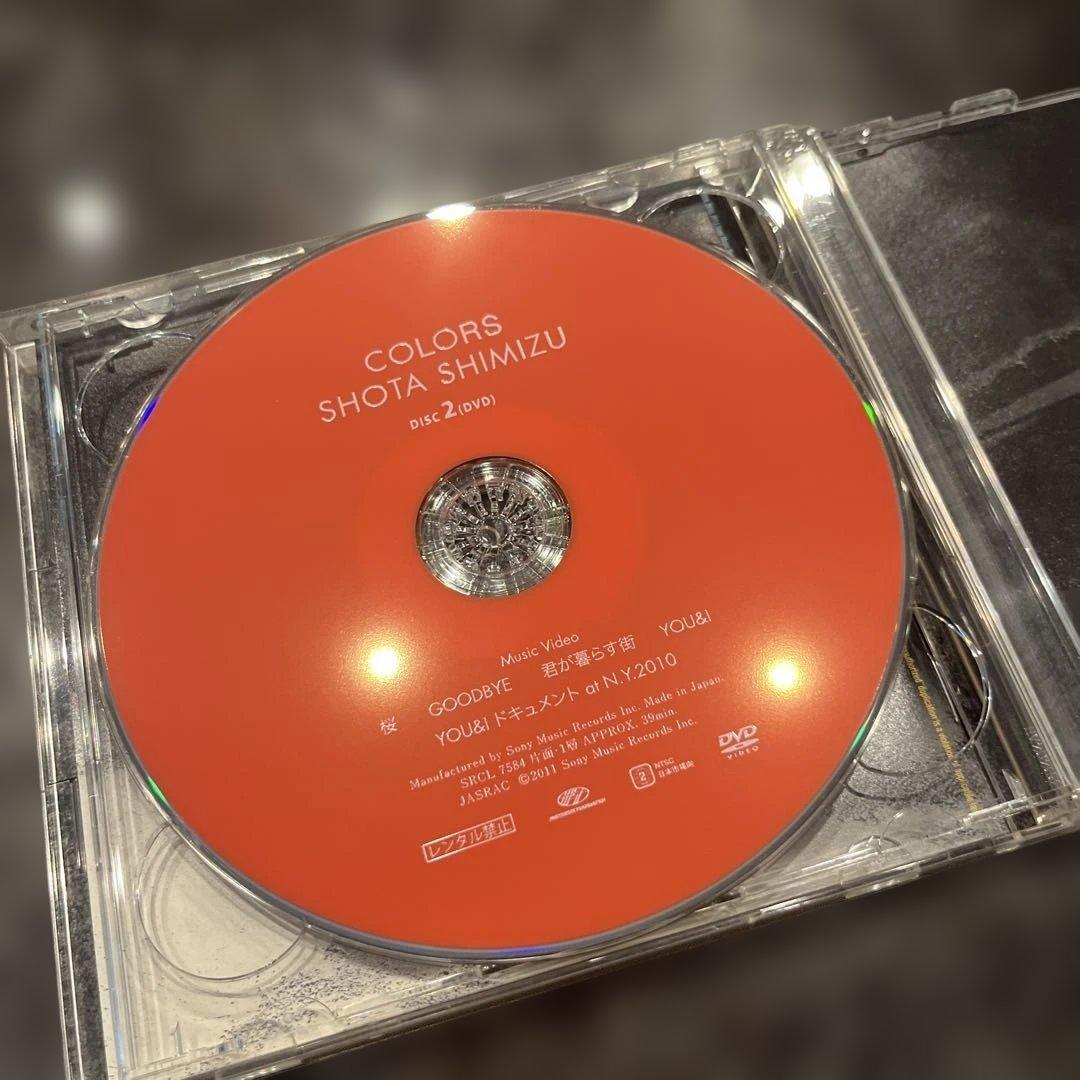 COLORS
SHOTA SHIMIZU
DISC 2 (DVD)
Music Video
桜 GOODBYE 君が暮らす街 YOU&I
YOU&I ドキュメント at N.Y.2010
Manufactured by Sony Music Records Inc. Made in Japan.
SRCL 7584 片面・1層 APPROX. 39min.
JASRAC ©2011 Sony Music Records Inc.
2 NTSC 日本市場向
DVD VIDEO
レンタル禁止